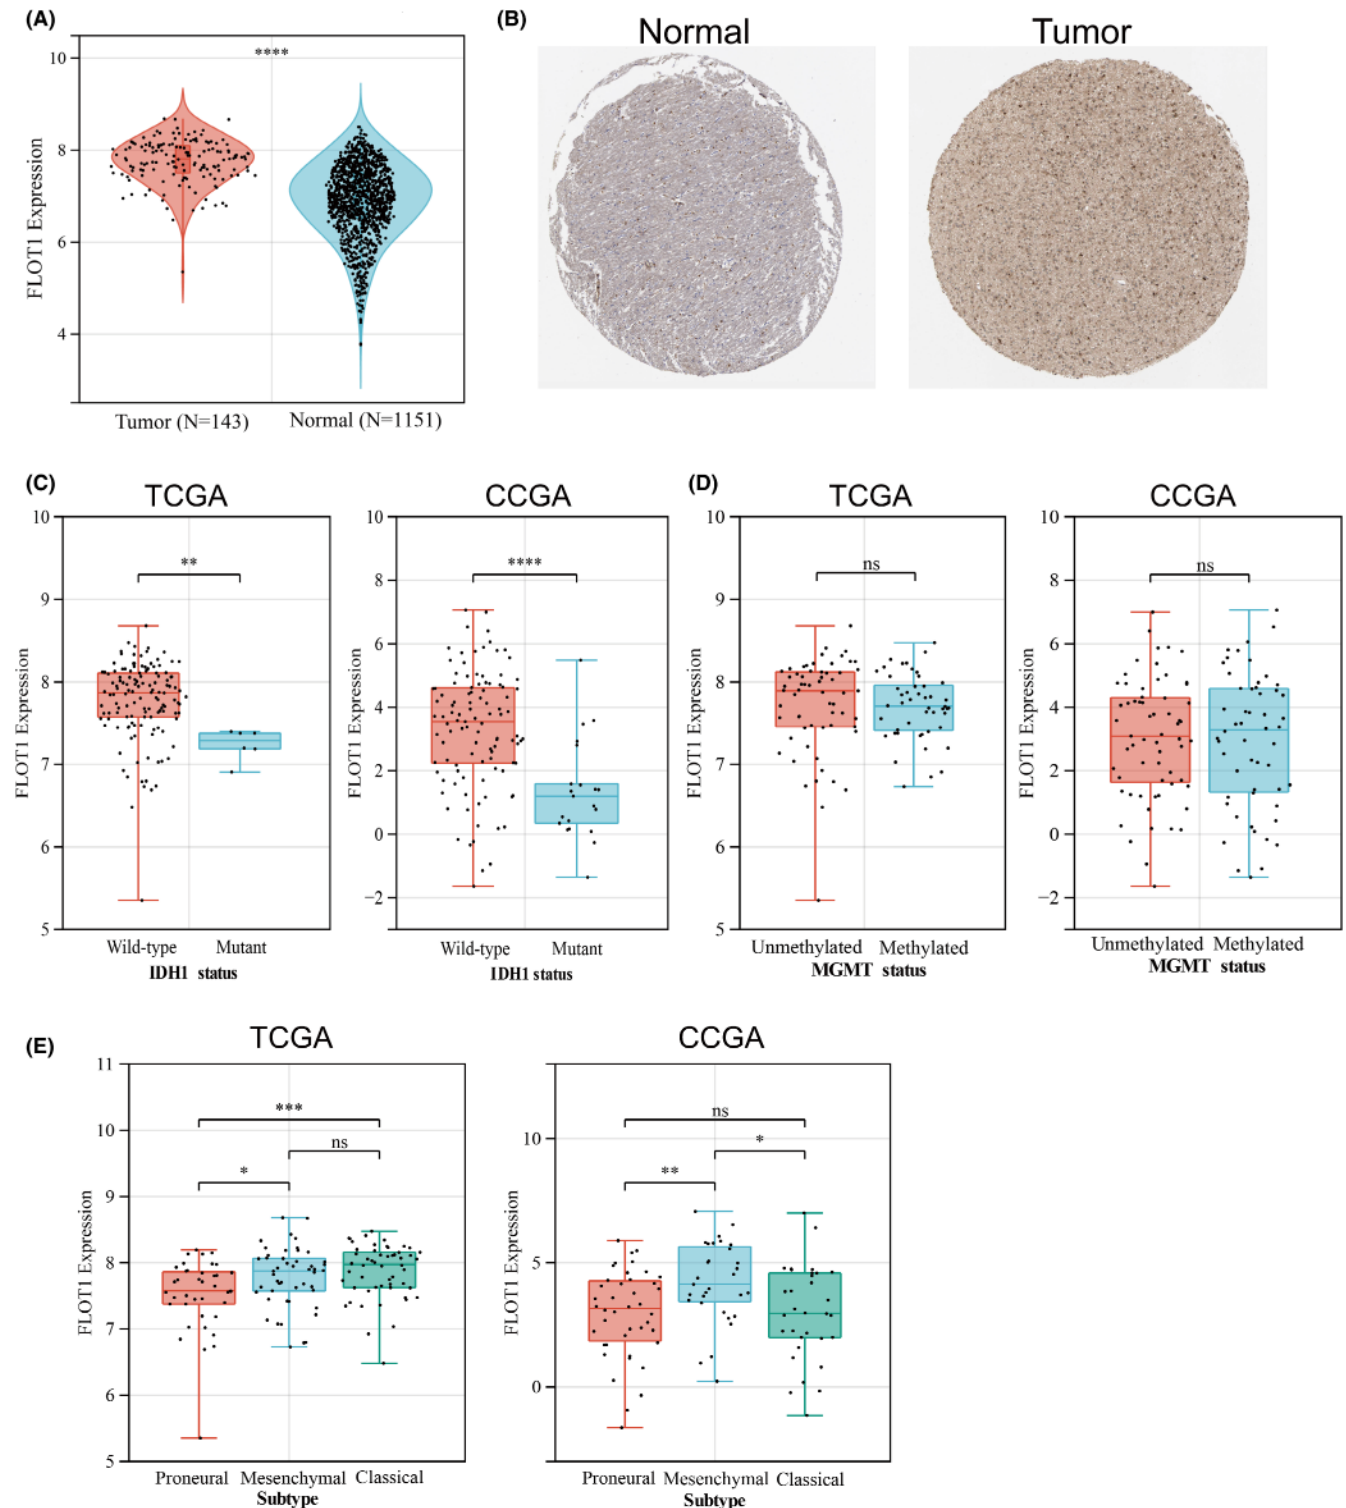 (A)
****
10
8
6
4
FLOT1 Expression
Tumor (N=143) Normal (N=1151)
(B)
Normal Tumor
(C)
TCGA
10
9
8
7
6
5
FLOT1 Expression
**
Wild-type Mutant
IDH1 status
CCGA
10
8
6
4
2
0
−2
FLOT1 Expression
****
Wild-type Mutant
IDH1 status
(D)
TCGA
10
9
8
7
6
5
FLOT1 Expression
ns
Unmethylated Methylated
MGMT status
CCGA
10
8
6
4
2
0
−2
FLOT1 Expression
ns
Unmethylated Methylated
MGMT status
(E)
TCGA
11
10
9
8
7
6
5
FLOT1 Expression
***
ns
*
Proneural Mesenchymal Classical
Subtype
CCGA
10
5
0
FLOT1 Expression
ns
*
**
Proneural Mesenchymal Classical
Subtype